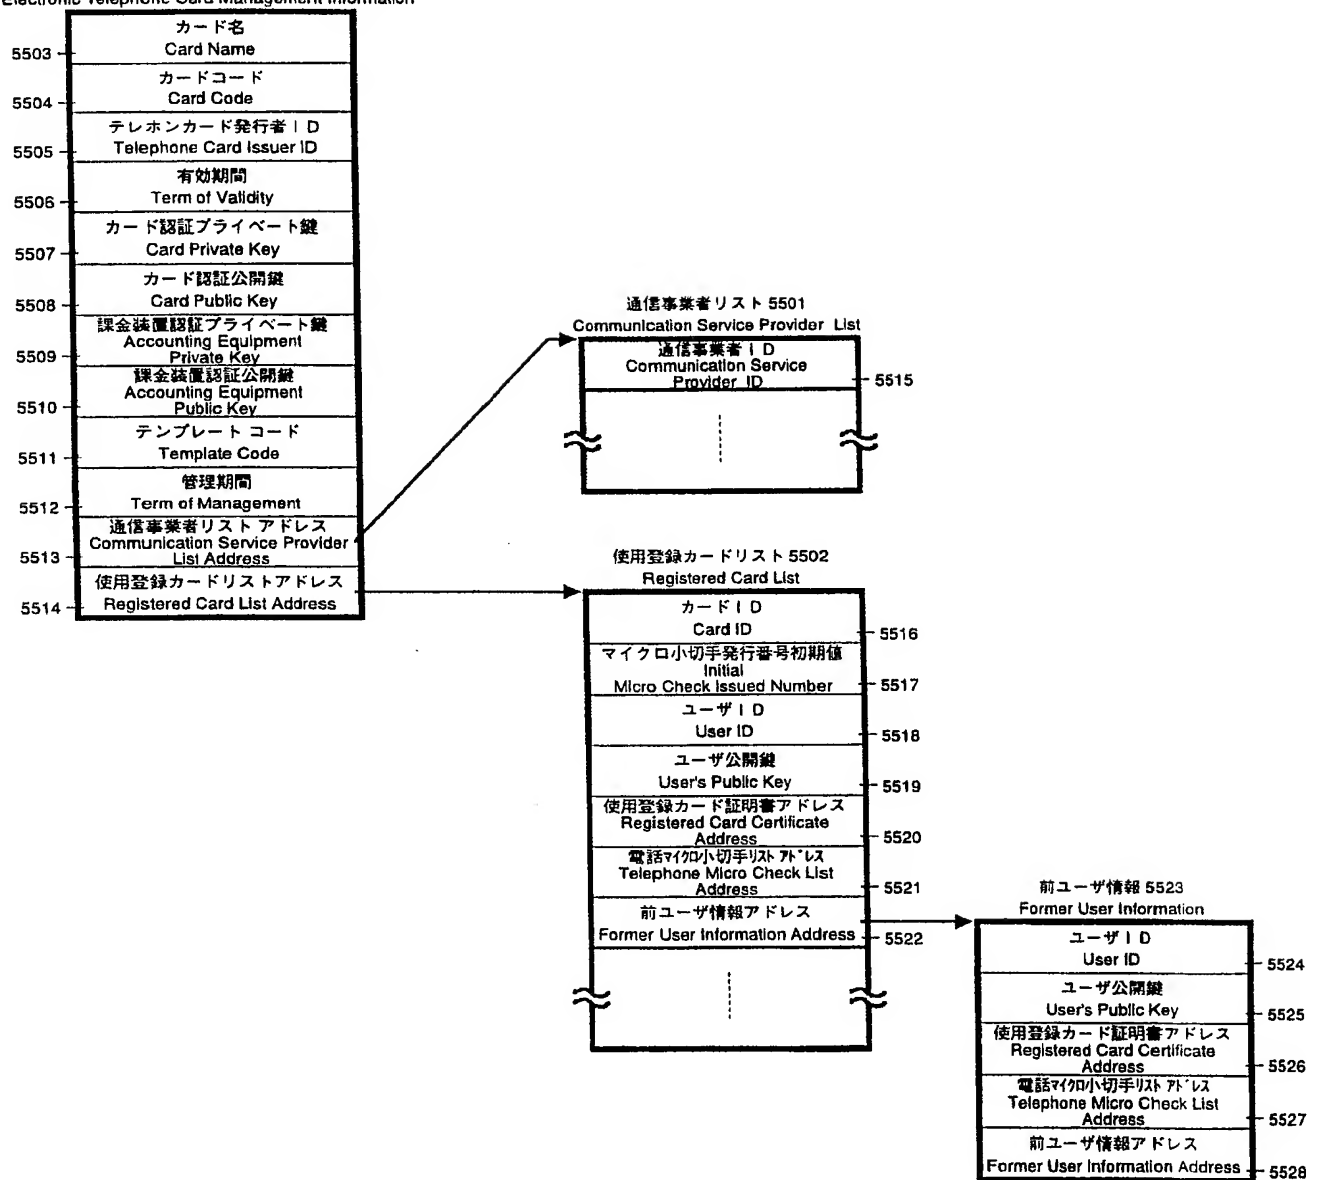 Electronic Telephone Card Management Information
カード名
Card Name
5503
カードコード
Card Code
5504
テレホンカード発行者ID
Telephone Card Issuer ID
5505
有効期間
Term of Validity
5506
カード認証プライベート鍵
Card Private Key
5507
カード認証公開鍵
Card Public Key
5508
課金装置認証プライベート鍵
Accounting Equipment
Private Key
5509
課金装置認証公開鍵
Accounting Equipment
Public Key
5510
テンプレート コード
Template Code
5511
管理期間
Term of Management
5512
通信事業者リスト アドレス
Communication Service Provider
List Address
5513
使用登録カードリストアドレス
Registered Card List Address
5514
通信事業者リスト 5501
Communication Service Provider List
通信事業者ID
Communication Service
Provider ID
5515
使用登録カードリスト 5502
Registered Card List
カードID
Card ID
5516
マイクロ小切手発行番号初期値
Initial
Micro Check Issued Number
5517
ユーザID
User ID
5518
ユーザ公開鍵
User's Public Key
5519
使用登録カード証明書アドレス
Registered Card Certificate
Address
5520
電話マイクロ小切手リスト アドレス
Telephone Micro Check List
Address
5521
前ユーザ情報アドレス
Former User Information Address
5522
前ユーザ情報 5523
Former User Information
ユーザID
User ID
5524
ユーザ公開鍵
User's Public Key
5525
使用登録カード証明書アドレス
Registered Card Certificate
Address
5526
電話マイクロ小切手リスト アドレス
Telephone Micro Check List
Address
5527
前ユーザ情報アドレス
Former User Information Address
5528